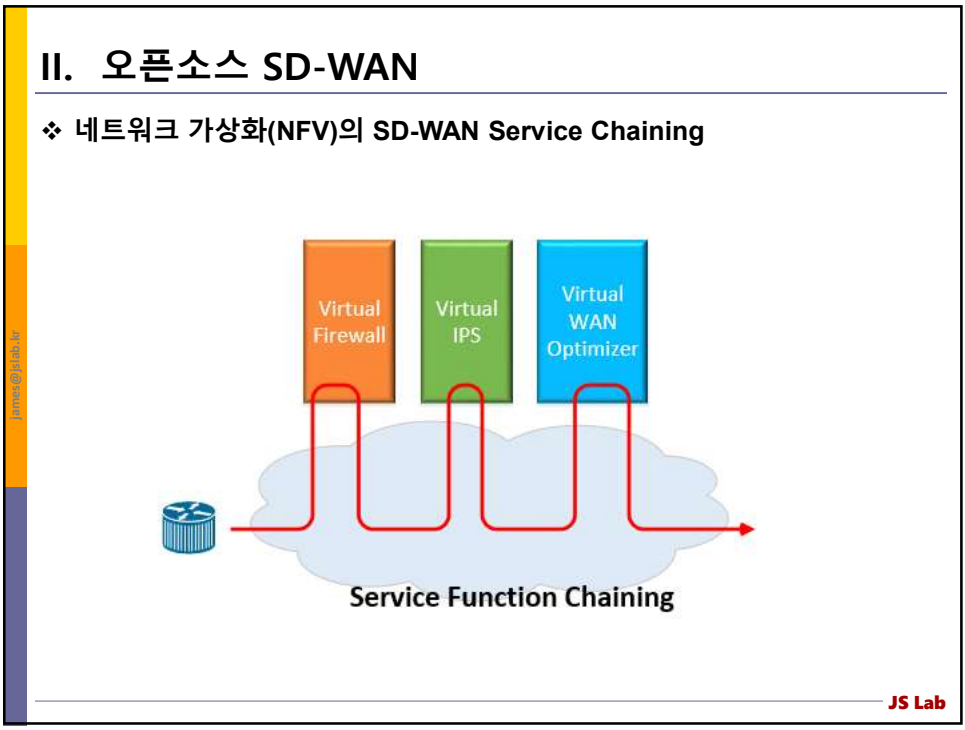 II. 오픈소스 SD-WAN
❖ 네트워크 가상화(NFV)의 SD-WAN Service Chaining
Virtual
Firewall
Virtual
IPS
Virtual
WAN
Optimizer
Service Function Chaining
james@jslab.kr
JS Lab